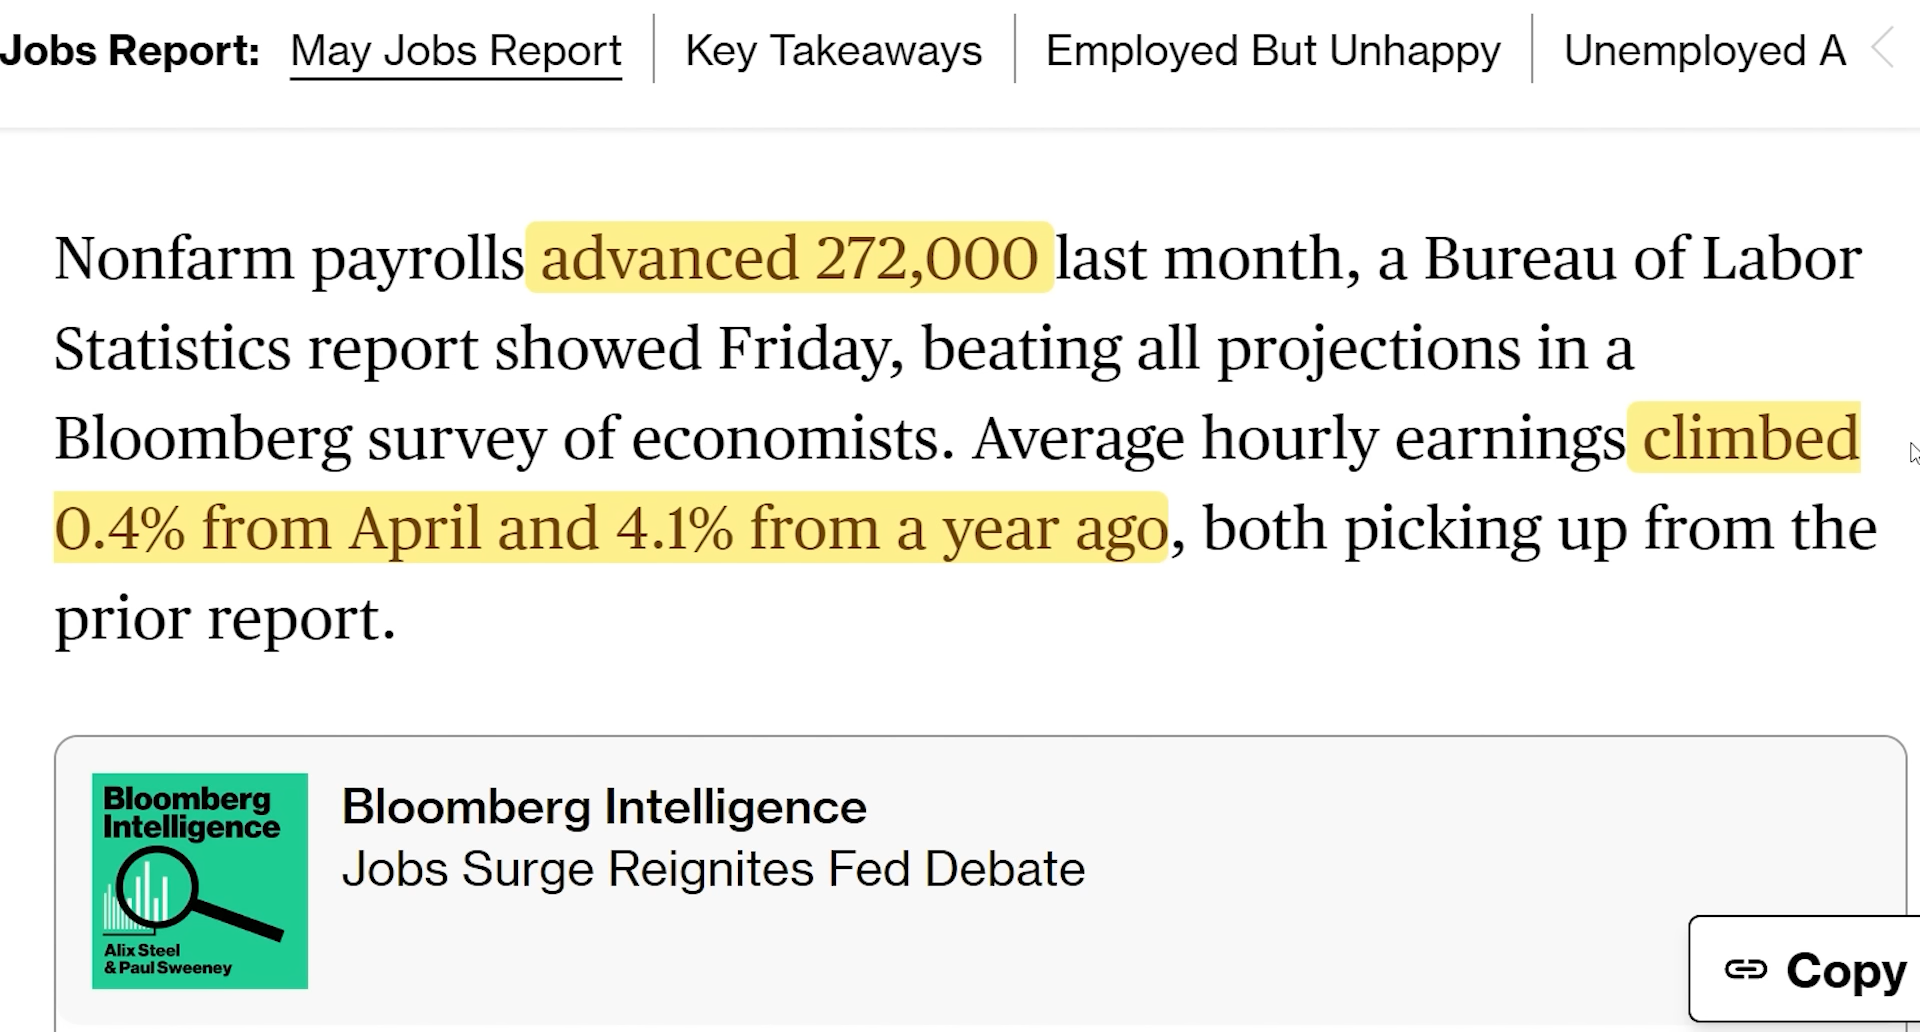 Jobs Report: May Jobs Report Key Takeaways Employed But Unhappy Unemployed A
Nonfarm payrolls advanced 272,000 last month, a Bureau of Labor
Statistics report showed Friday, beating all projections in a
Bloomberg survey of economists. Average hourly earnings climbed
0.4% from April and 4.1% from a year ago, both picking up from the
prior report.
Bloomberg
Intelligence
Alix Steel
& Paul Sweeney
Bloomberg Intelligence
Jobs Surge Reignites Fed Debate
Copy